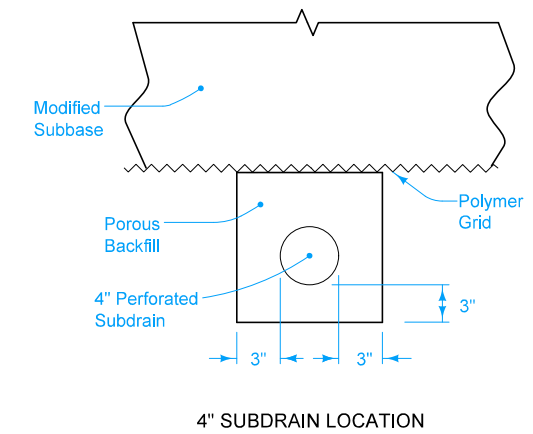 Modified
Subbase
Polymer
Grid
Porous
Backfill
4" Perforated
Subdrain
3"
3"
3"
4" SUBDRAIN LOCATION